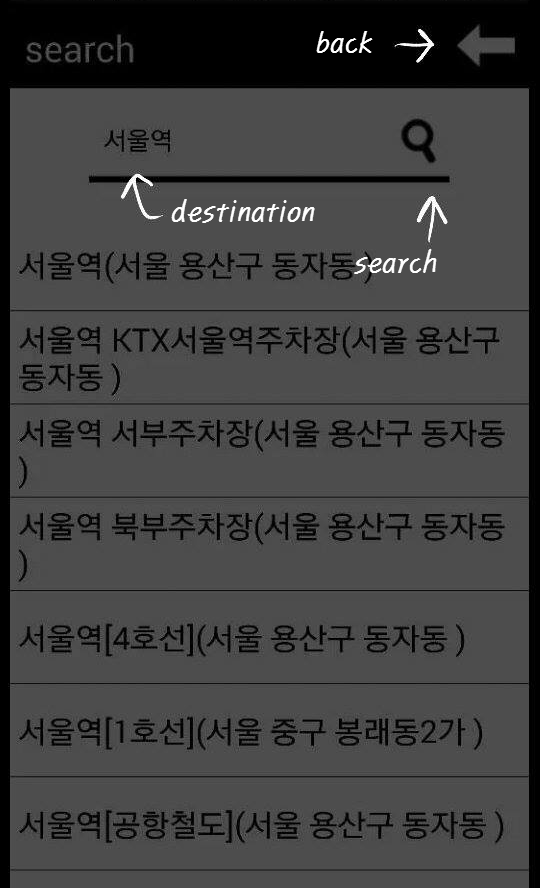 search
back
서울역
destination
search
서울역(서울 용산구 동자동 )
서울역 KTX서울역주차장(서울 용산구
동자동 )
서울역 서부주차장(서울 용산구 동자동
)
서울역 북부주차장(서울 용산구 동자동
)
서울역[4호선](서울 용산구 동자동 )
서울역[1호선](서울 중구 봉래동2가 )
서울역[공항철도](서울 용산구 동자동 )